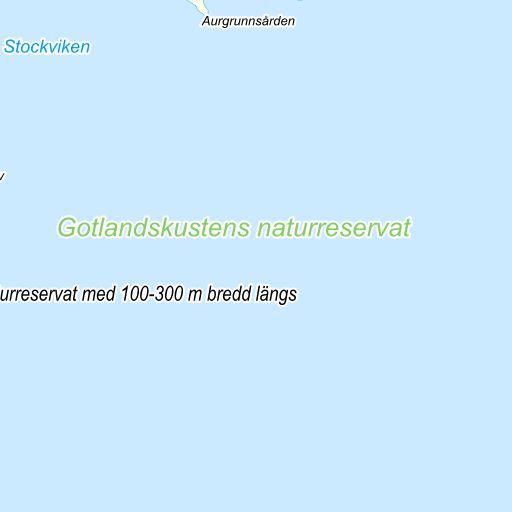 Aurgrunnsården
Stockviken
v
Gotlandskustens naturreservat
urreservat med 100-300 m bredd längs